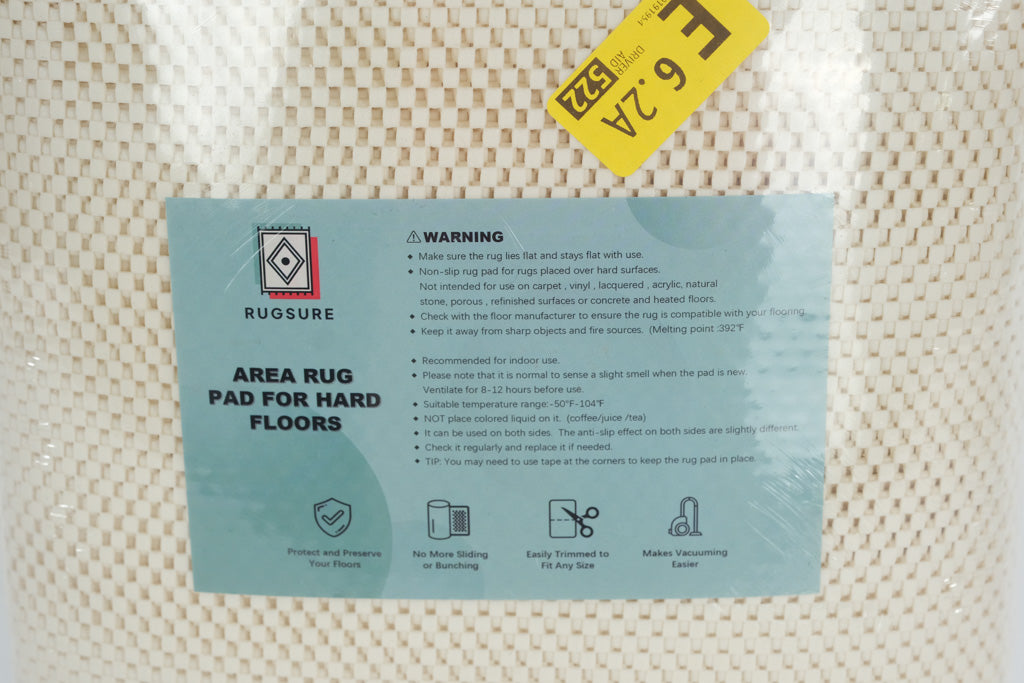 E
6.2A
DRIVER
AID
522
RUGSURE
AREA RUG
PAD FOR HARD
FLOORS
⚠WARNING
◆ Make sure the rug lies flat and stays flat with use.
◆ Non-slip rug pad for rugs placed over hard surfaces.
Not intended for use on carpet , vinyl , lacquered , acrylic, natural
stone, porous , refinished surfaces or concrete and heated floors.
◆ Check with the floor manufacturer to ensure the rug is compatible with your flooring.
◆ Keep it away from sharp objects and fire sources. (Melting point :392°F
◆ Recommended for indoor use.
◆ Please note that it is normal to sense a slight smell when the pad is new.
Ventilate for 8-12 hours before use.
◆ Suitable temperature range:-50°F-104°F
◆ NOT place colored liquid on it. (coffee/juice /tea)
◆ It can be used on both sides. The anti-slip effect on both sides are slightly different.
◆ Check it regularly and replace it if needed.
◆ TIP: You may need to use tape at the corners to keep the rug pad in place.
Protect and Preserve
Your Floors
No More Sliding
or Bunching
Easily Trimmed to
Fit Any Size
Makes Vacuuming
Easier